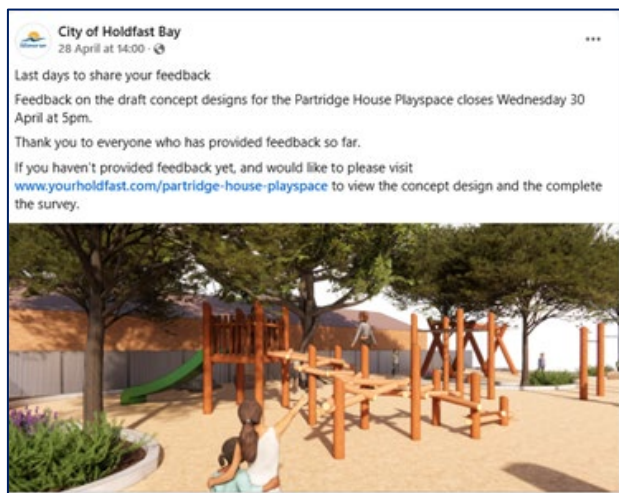 City of Holdfast Bay
28 April at 14:00 ·
Last days to share your feedback
Feedback on the draft concept designs for the Partridge House Playspace closes Wednesday 30
April at 5pm.
Thank you to everyone who has provided feedback so far.
If you haven't provided feedback yet, and would like to please visit
www.yourholdfast.com/partridge-house-playspace to view the concept design and the complete
the survey.